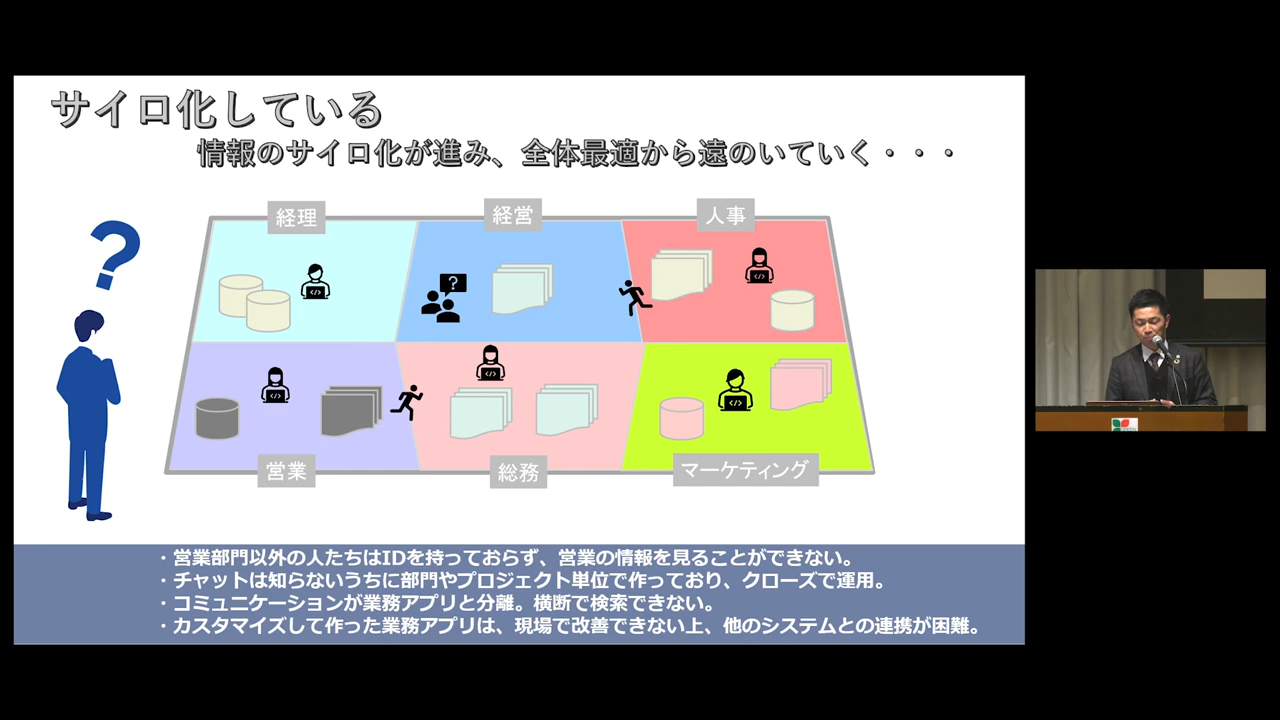 サイロ化している
情報のサイロ化が進み、全体最適から遠のいていく・・・
経理
経営
人事
?
?
営業
総務
マーケティング
・営業部門以外の人たちはIDを持っておらず、営業の情報を見ることができない。
・チャットは知らないうちに部門やプロジェクト単位で作っており、クローズで運用。
・コミュニケーションが業務アプリと分離。横断で検索できない。
・カスタマイズして作った業務アプリは、現場で改善できない上、他のシステムとの連携が困難。